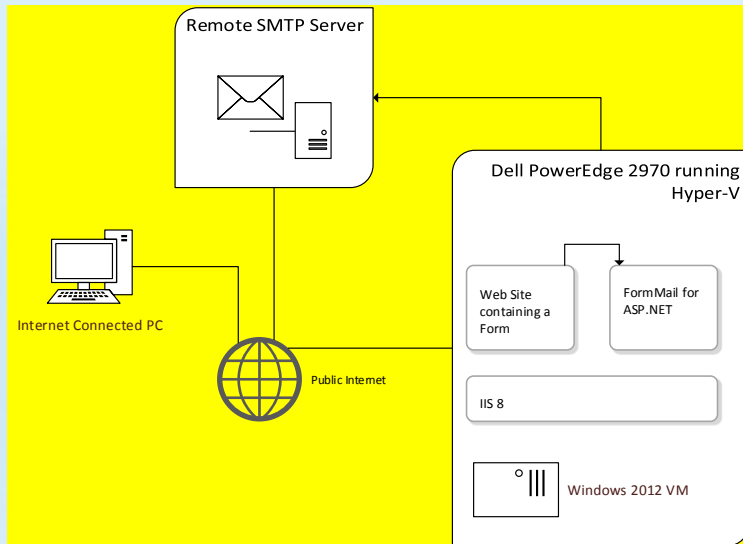 Remote SMTP Server
Dell PowerEdge 2970 running
Hyper-V
Web Site
containing a
Form
FormMail for
ASP.NET
Internet Connected PC
Public Internet
IIS 8
Windows 2012 VM